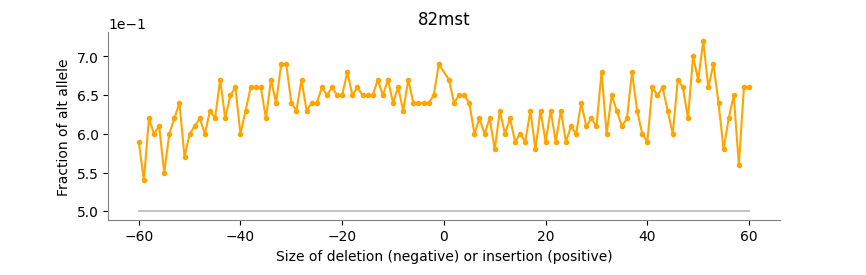 82mst
1e−1
Fraction of alt allele
7.0
6.5
6.0
5.5
5.0
−60 −40 −20 0 20 40 60
Size of deletion (negative) or insertion (positive)